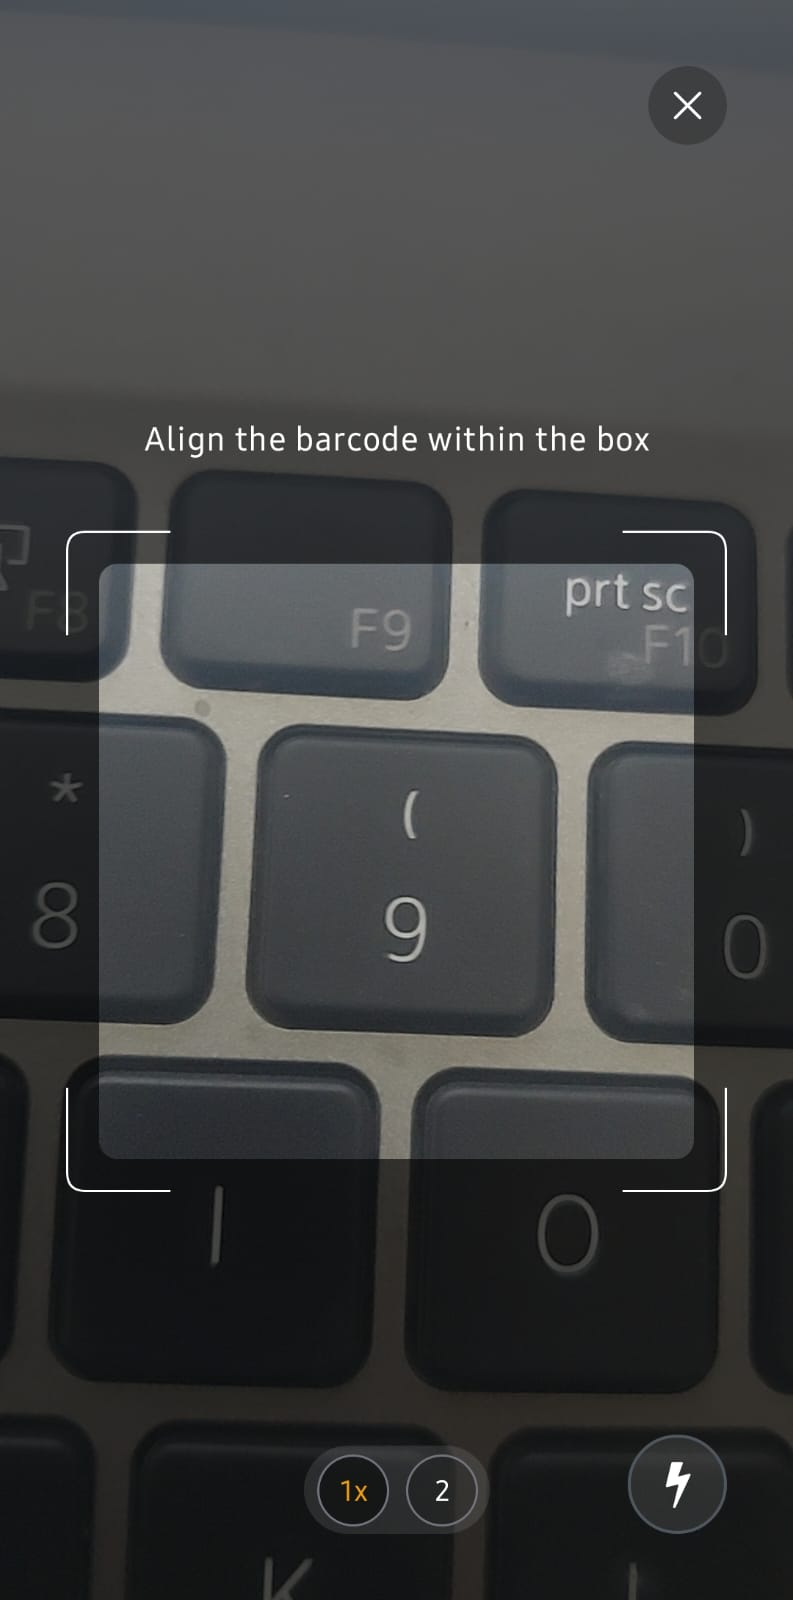 Align the barcode within the box
F8 F9 prt sc F10
* ( )
8 9 0
I O
1x 2
K